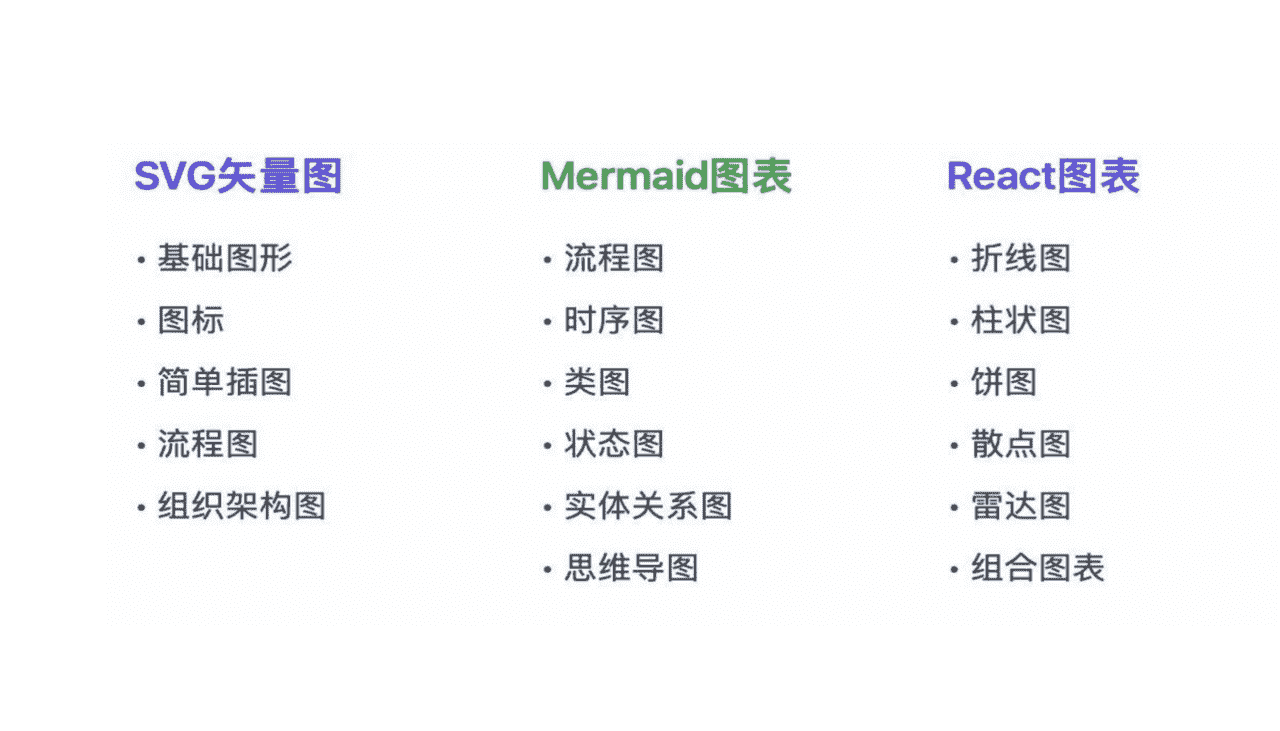 SVG矢量图
• 基础图形
• 图标
• 简单插图
• 流程图
• 组织架构图
Mermaid图表
• 流程图
• 时序图
• 类图
• 状态图
• 实体关系图
• 思维导图
React图表
• 折线图
• 柱状图
• 饼图
• 散点图
• 雷达图
• 组合图表